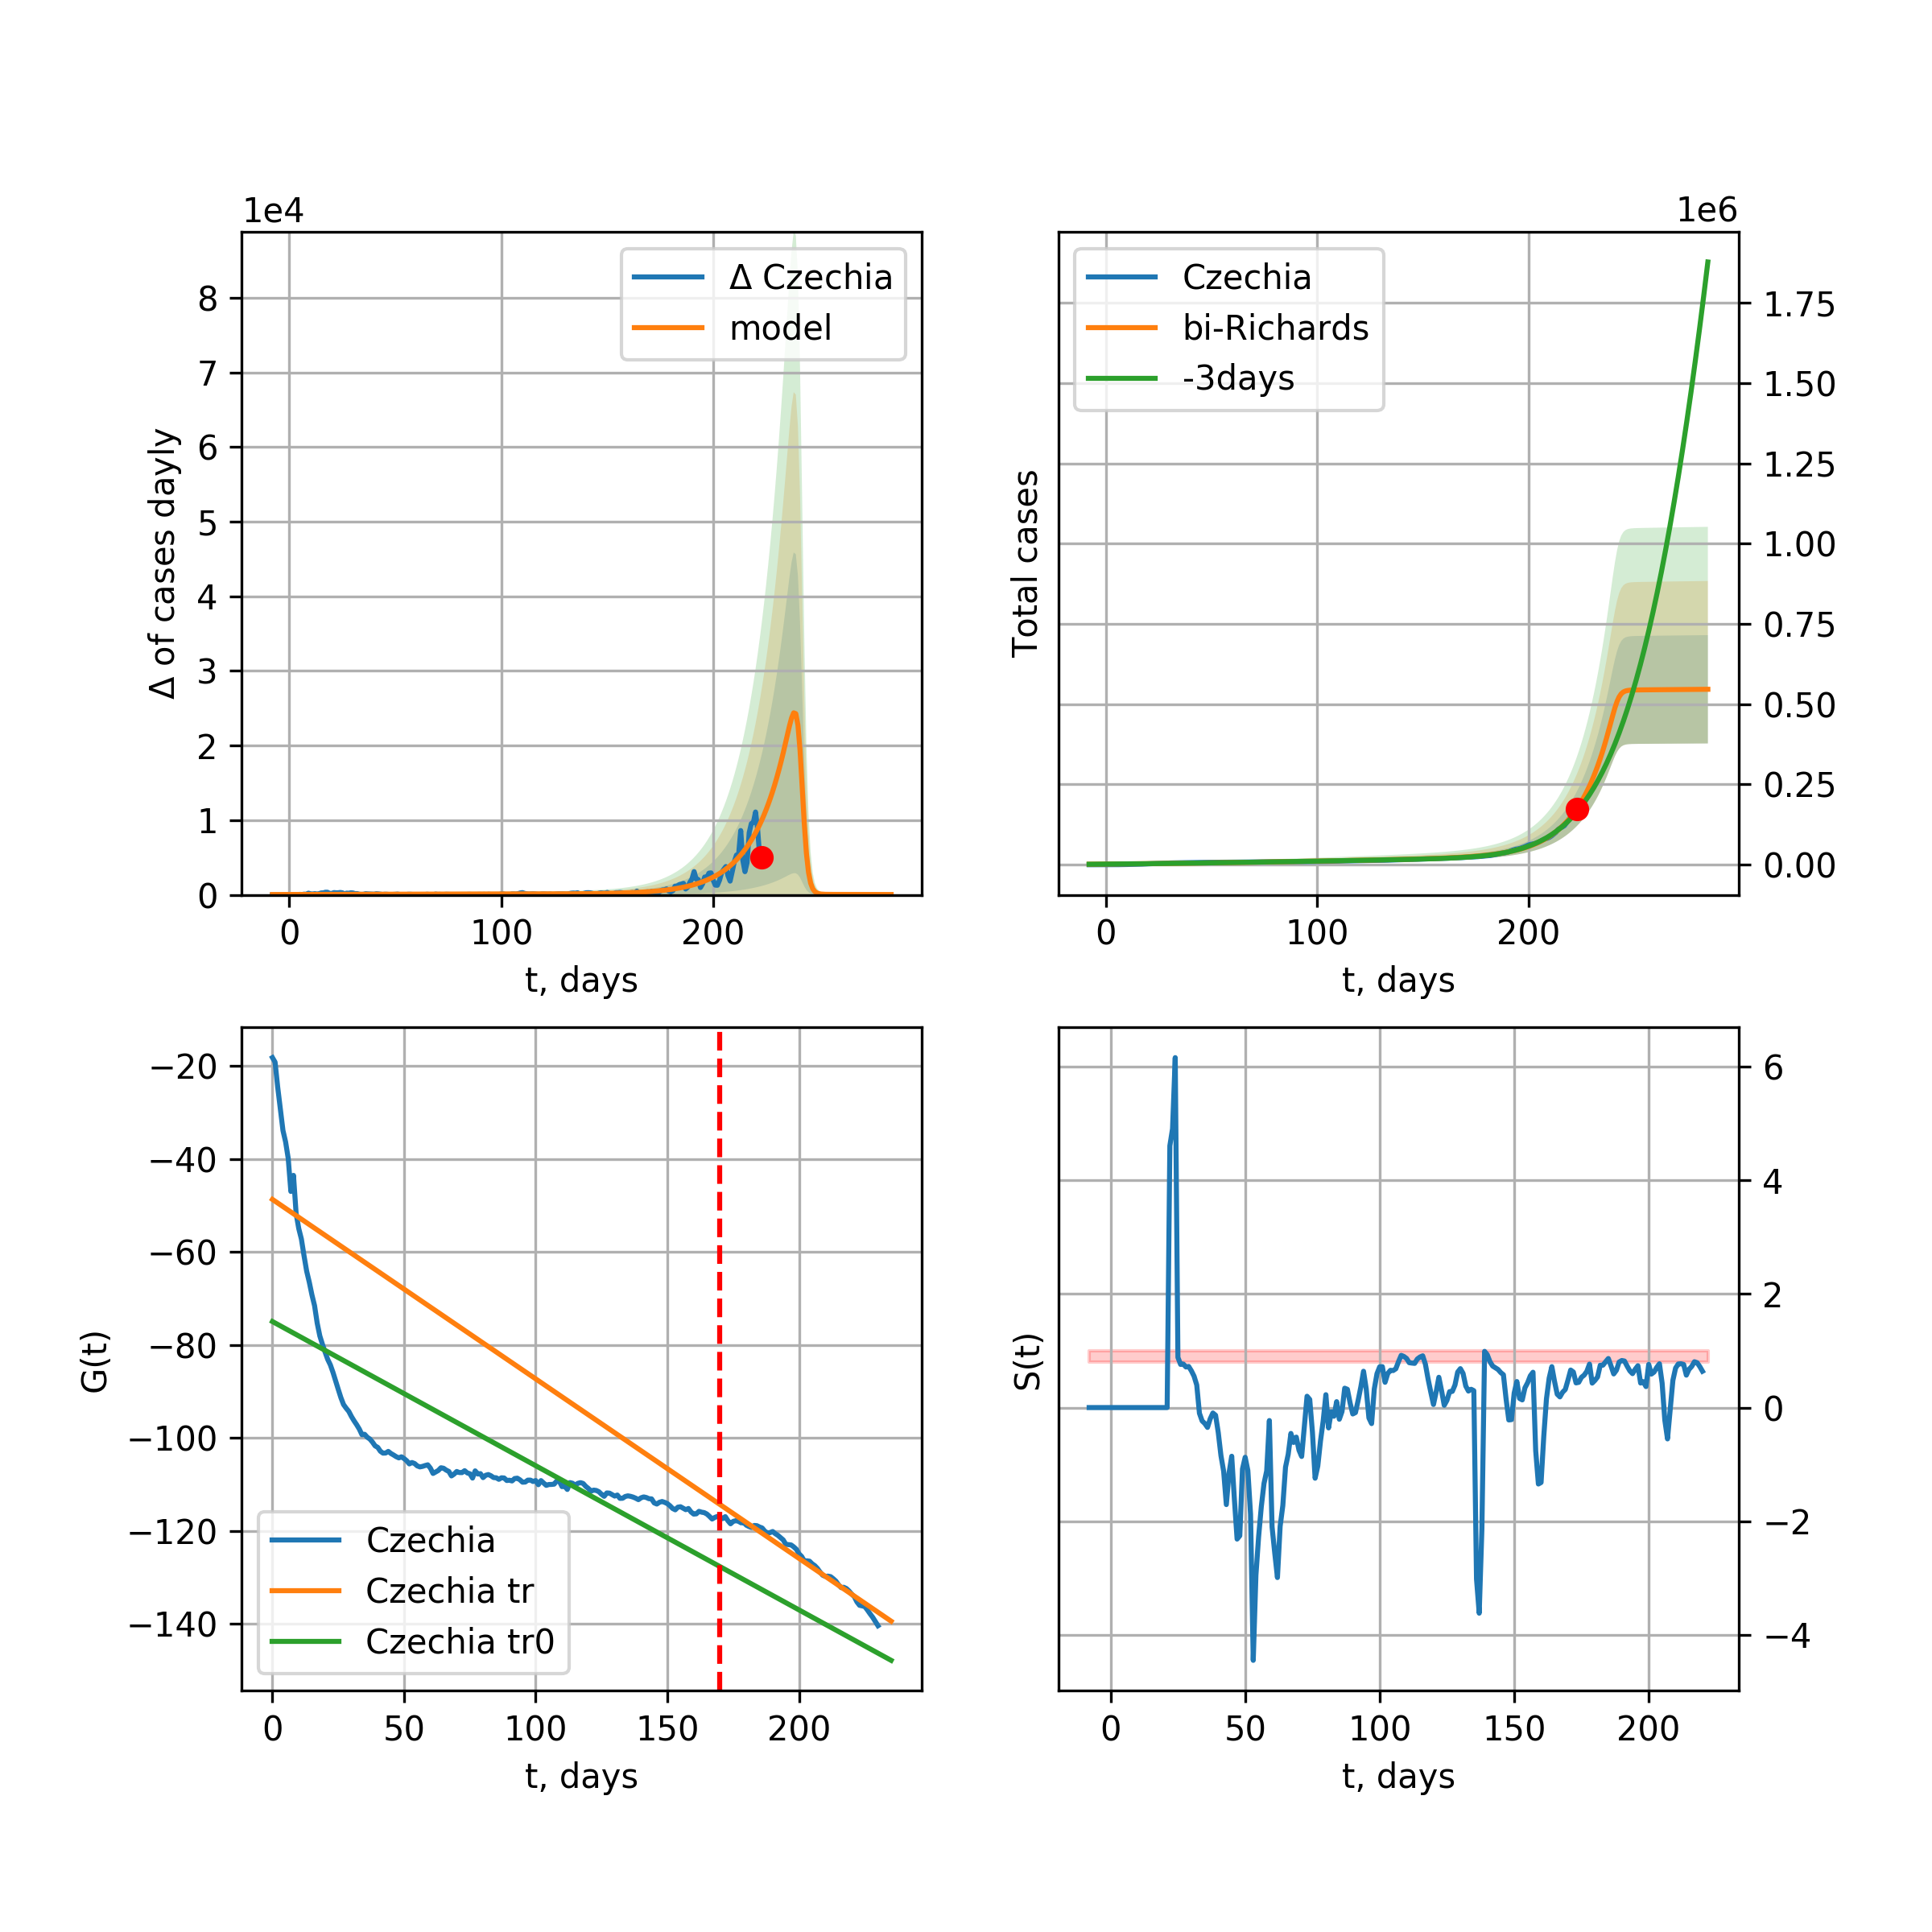 1e4
Δ Czechia
model
8
7
6
5
4
3
2
1
0
Δ of cases dayly
0 100 200
t, days
1e6
Czechia
bi-Richards
-3days
1.75
1.50
1.25
1.00
0.75
0.50
0.25
0.00
Total cases
0 100 200
t, days
−20
−40
−60
−80
−100
−120
−140
G(t)
Czechia
Czechia tr
Czechia tr0
0 50 100 150 200
t, days
6
4
2
0
−2
−4
S(t)
0 50 100 150 200
t, days